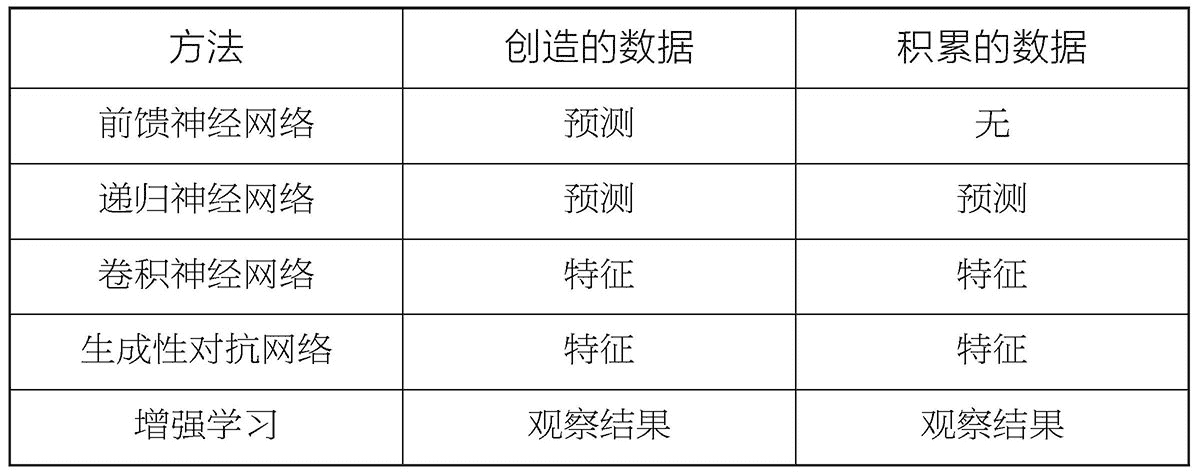 方法 创造的数据 积累的数据
前馈神经网络 预测 无
递归神经网络 预测 预测
卷积神经网络 特征 特征
生成性对抗网络 特征 特征
增强学习 观察结果 观察结果